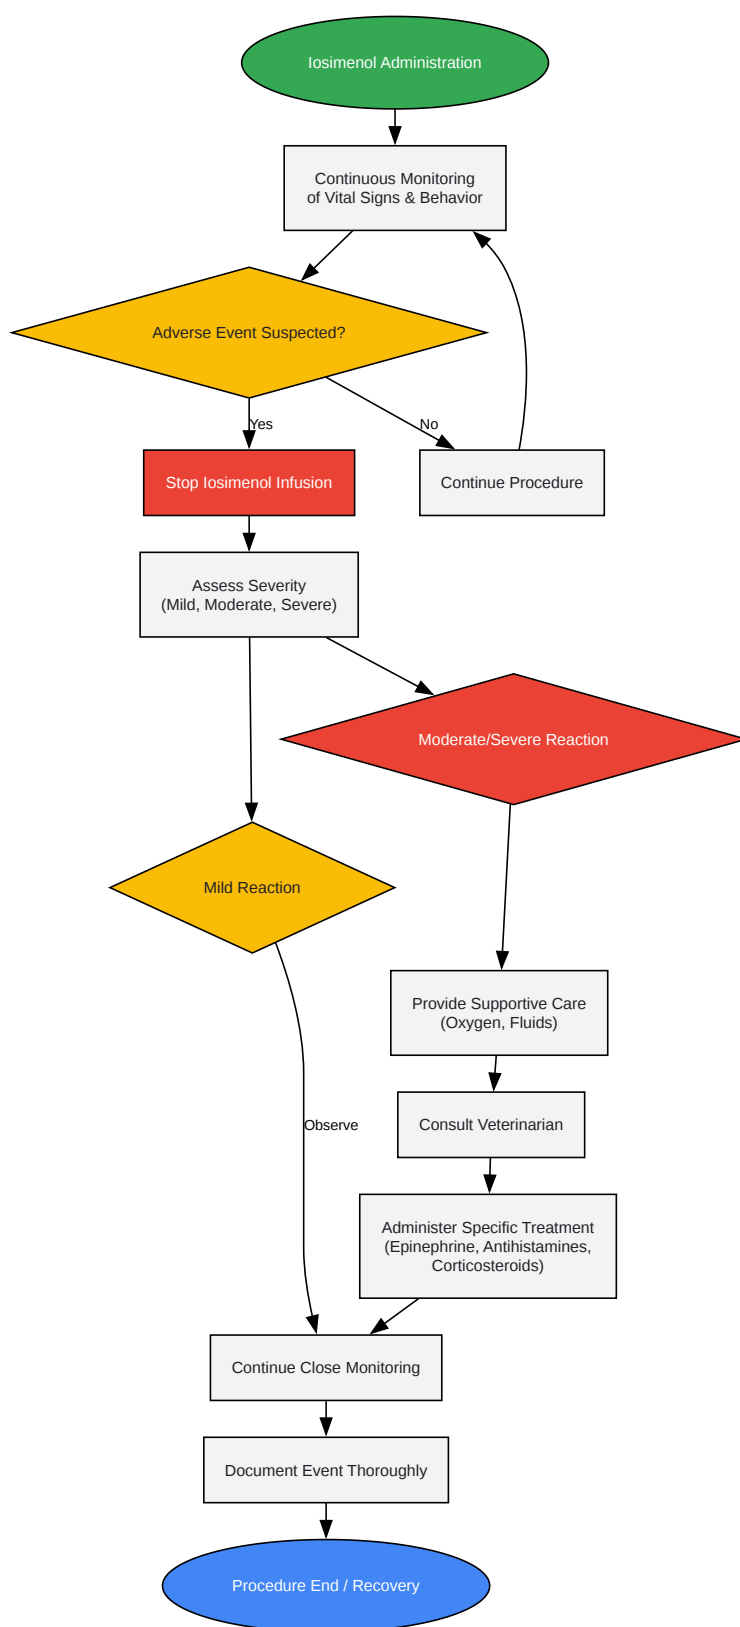 Iosimenol Administration
Continuous Monitoring
of Vital Signs & Behavior
Adverse Event Suspected?
Yes
No
Stop Iosimenol Infusion
Continue Procedure
Assess Severity
(Mild, Moderate, Severe)
Moderate/Severe Reaction
Mild Reaction
Provide Supportive Care
(Oxygen, Fluids)
Observe
Consult Veterinarian
Administer Specific Treatment
(Epinephrine, Antihistamines,
Corticosteroids)
Continue Close Monitoring
Document Event Thoroughly
Procedure End / Recovery